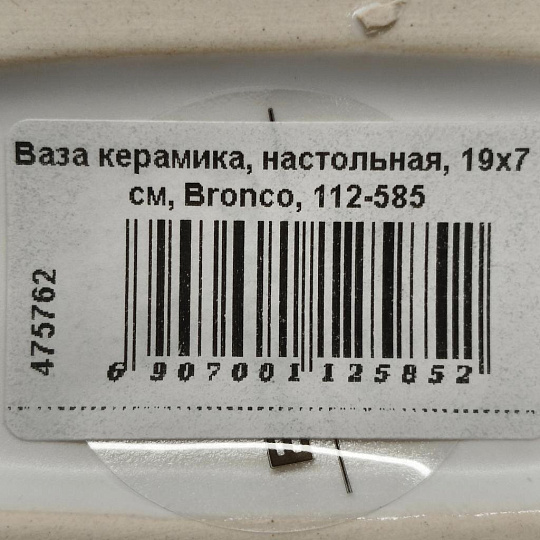 Ваза керамика, настольная, 19х7
см, Bronco, 112-585
475762
6 907001 125852